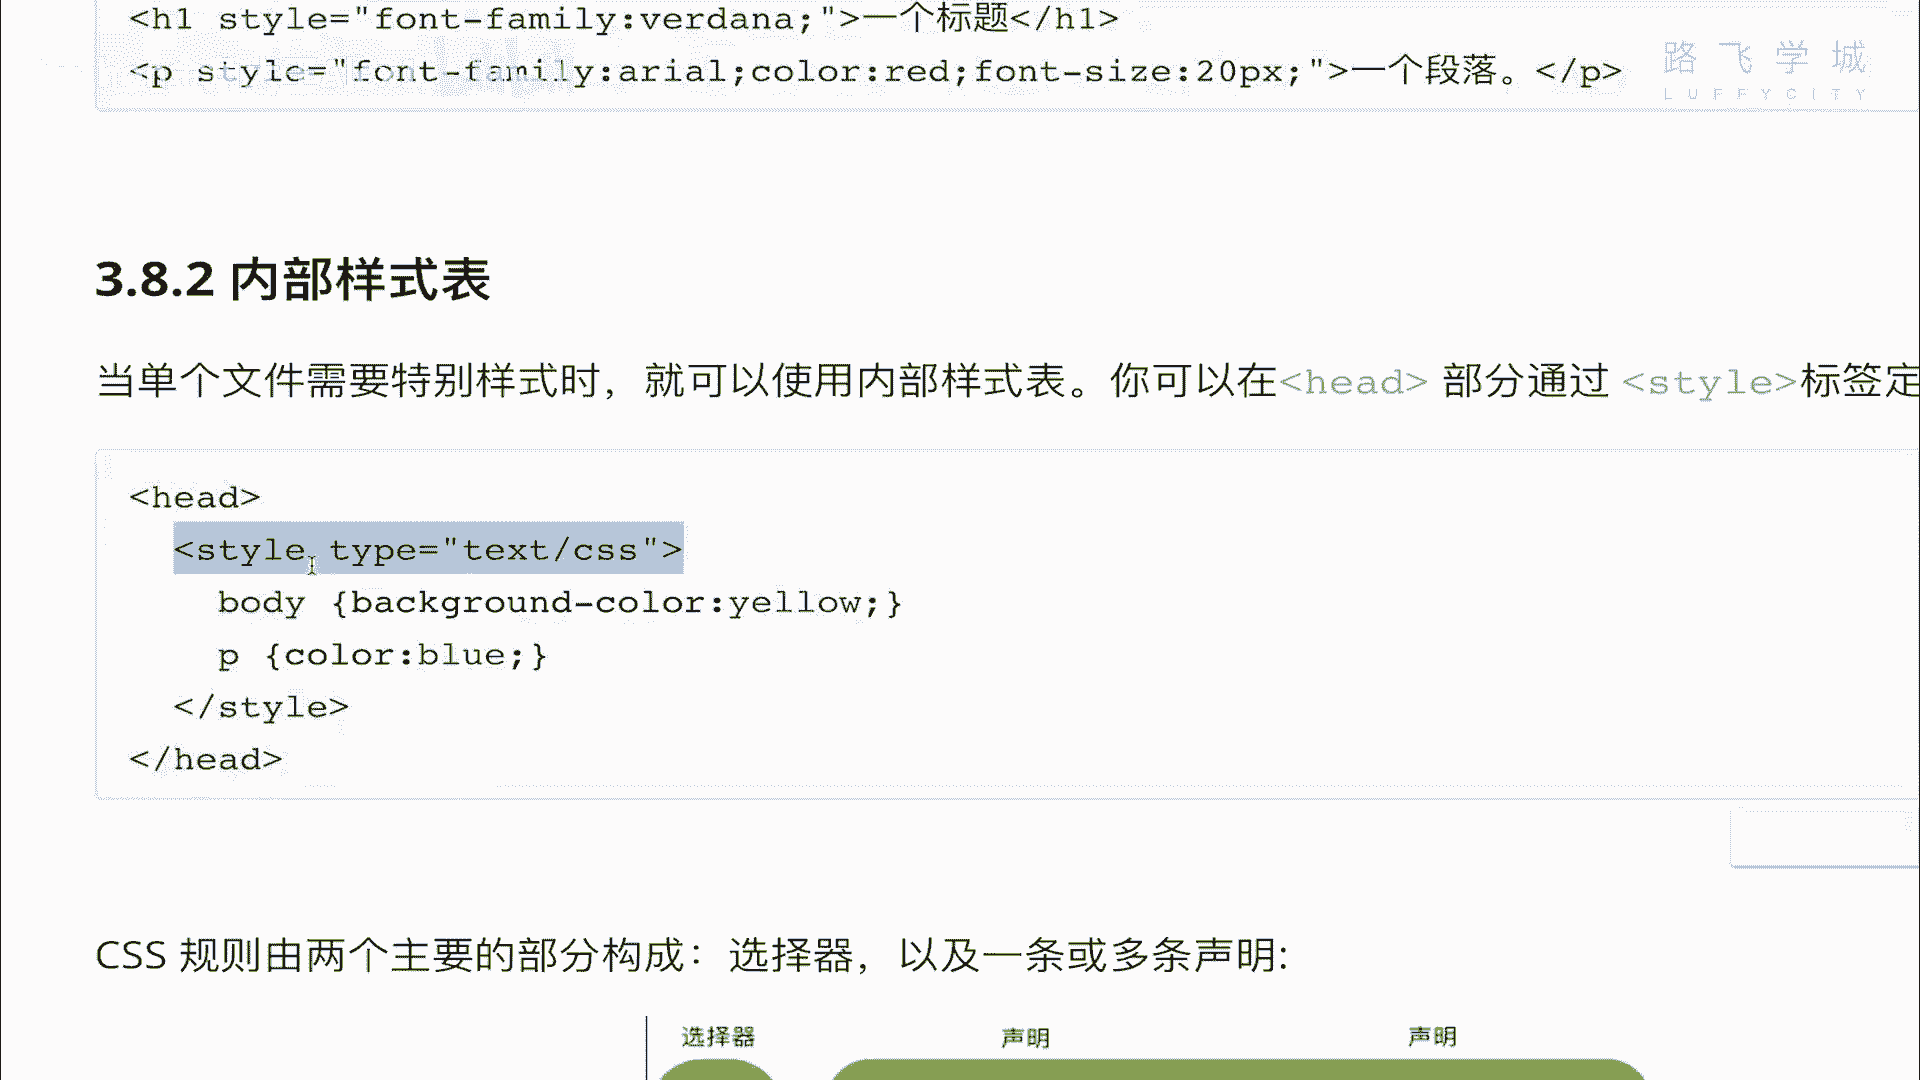 <h1 style="font-family:verdana;">一个标题</h1>
<p style="font-family:arial;color:red;font-size:20px;">一个段落。</p>
路飞学城
LUFFYCITY
3.8.2 内部样式表
当单个文件需要特别样式时，就可以使用内部样式表。你可以在<head> 部分通过 <style>标签定
<head>
<style type="text/css">
body {background-color:yellow;}
p {color:blue;}
</style>
</head>
CSS 规则由两个主要的部分构成：选择器，以及一条或多条声明:
选择器 声明 声明